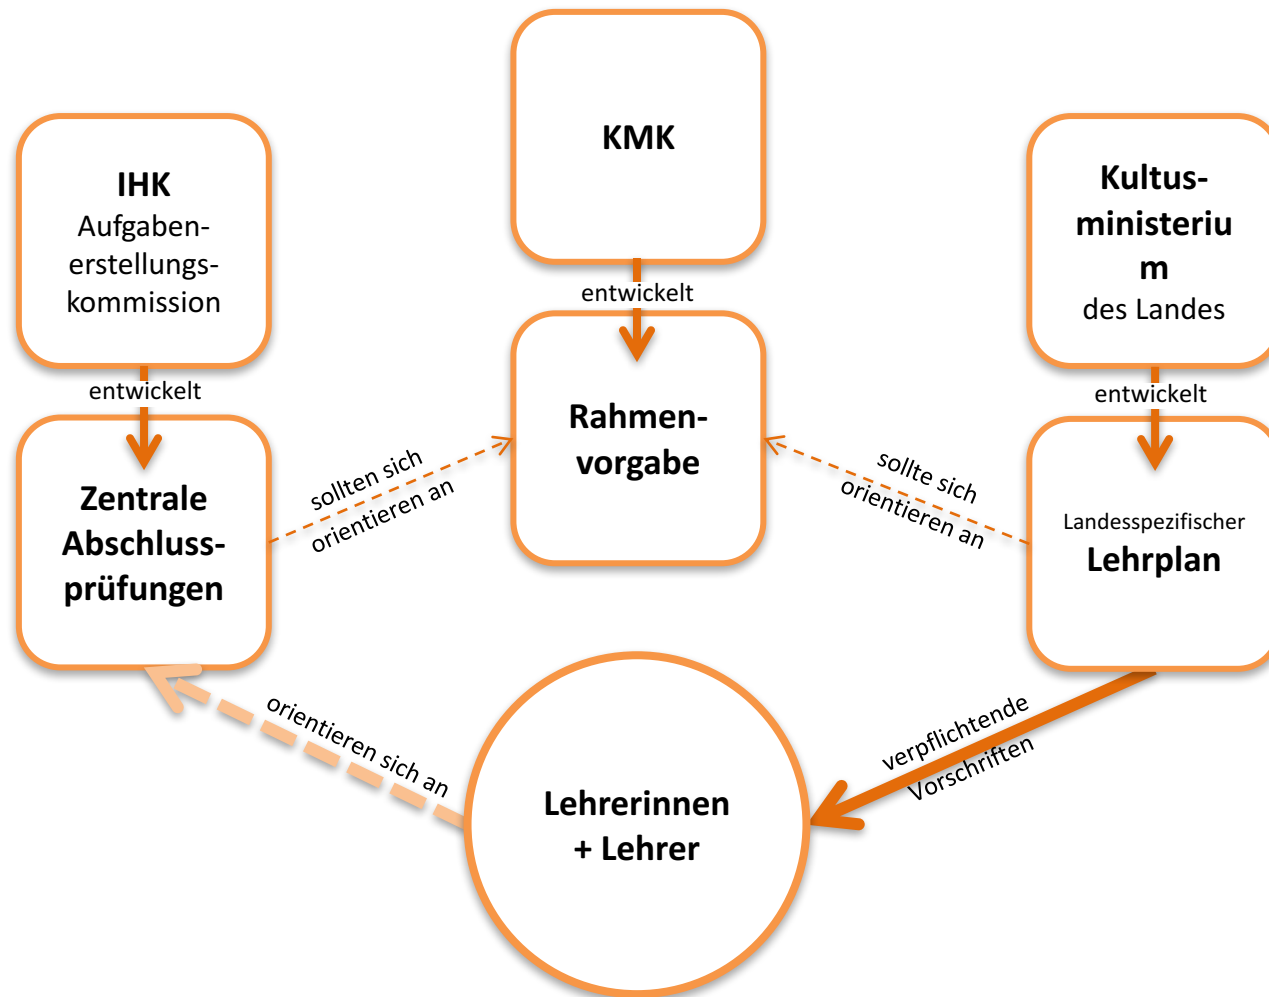 KMK
IHK
Aufgaben-
erstellungs-
kommission
Kultus-
ministeriu
m
des Landes
entwickelt
entwickelt
entwickelt
Rahmen-
vorgabe
Zentrale
Abschluss-
prüfungen
sollten sich
orientieren an
sollte sich
orientieren an
Landesspezifischer
Lehrplan
orientieren sich an
verpflichtende
Vorschriften
Lehrerinnen
+ Lehrer